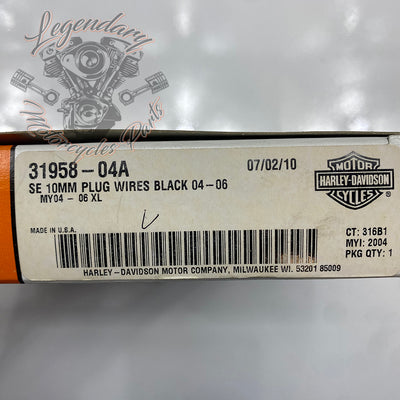 Legendary
Motorcycles Parts
31958-04A
07/02/10
SE 10MM PLUG WIRES BLACK 04-06
MY04 - 06 XL
MOTOR
HARLEY-DAVIDSON
CYCLES
®
MADE IN U.S.A.
CT: 316B1
MYI: 2004
PKG QTY: 1
HARLEY-DAVIDSON MOTOR COMPANY, MILWAUKEE WI. 53201 85009